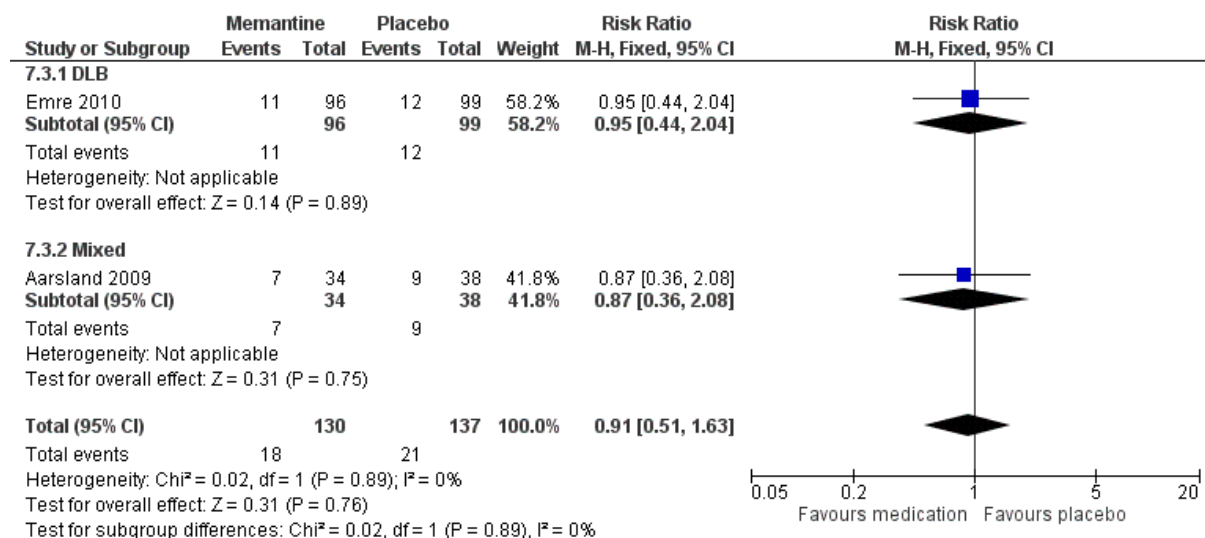 Memantine Placebo Risk Ratio Risk Ratio
Study or Subgroup Events Total Events Total Weight M-H, Fixed, 95% CI M-H, Fixed, 95% CI
7.3.1 DLB
Emre 2010 11 96 12 99 58.2% 0.95 [0.44, 2.04]
Subtotal (95% CI) 96 99 58.2% 0.95 [0.44, 2.04]
Total events 11 12
Heterogeneity: Not applicable
Test for overall effect: Z = 0.14 (P = 0.89)
7.3.2 Mixed
Aarsland 2009 7 34 9 38 41.8% 0.87 [0.36, 2.08]
Subtotal (95% CI) 34 38 41.8% 0.87 [0.36, 2.08]
Total events 7 9
Heterogeneity: Not applicable
Test for overall effect: Z = 0.31 (P = 0.75)
Total (95% CI) 130 137 100.0% 0.91 [0.51, 1.63]
Total events 18 21
Heterogeneity: Chi² = 0.02, df = 1 (P = 0.89); I² = 0%
Test for overall effect: Z = 0.31 (P = 0.76)
Test for subgroup differences: Chi² = 0.02, df = 1 (P = 0.89), I² = 0%
0.05 0.2 1 5 20
Favours medication Favours placebo